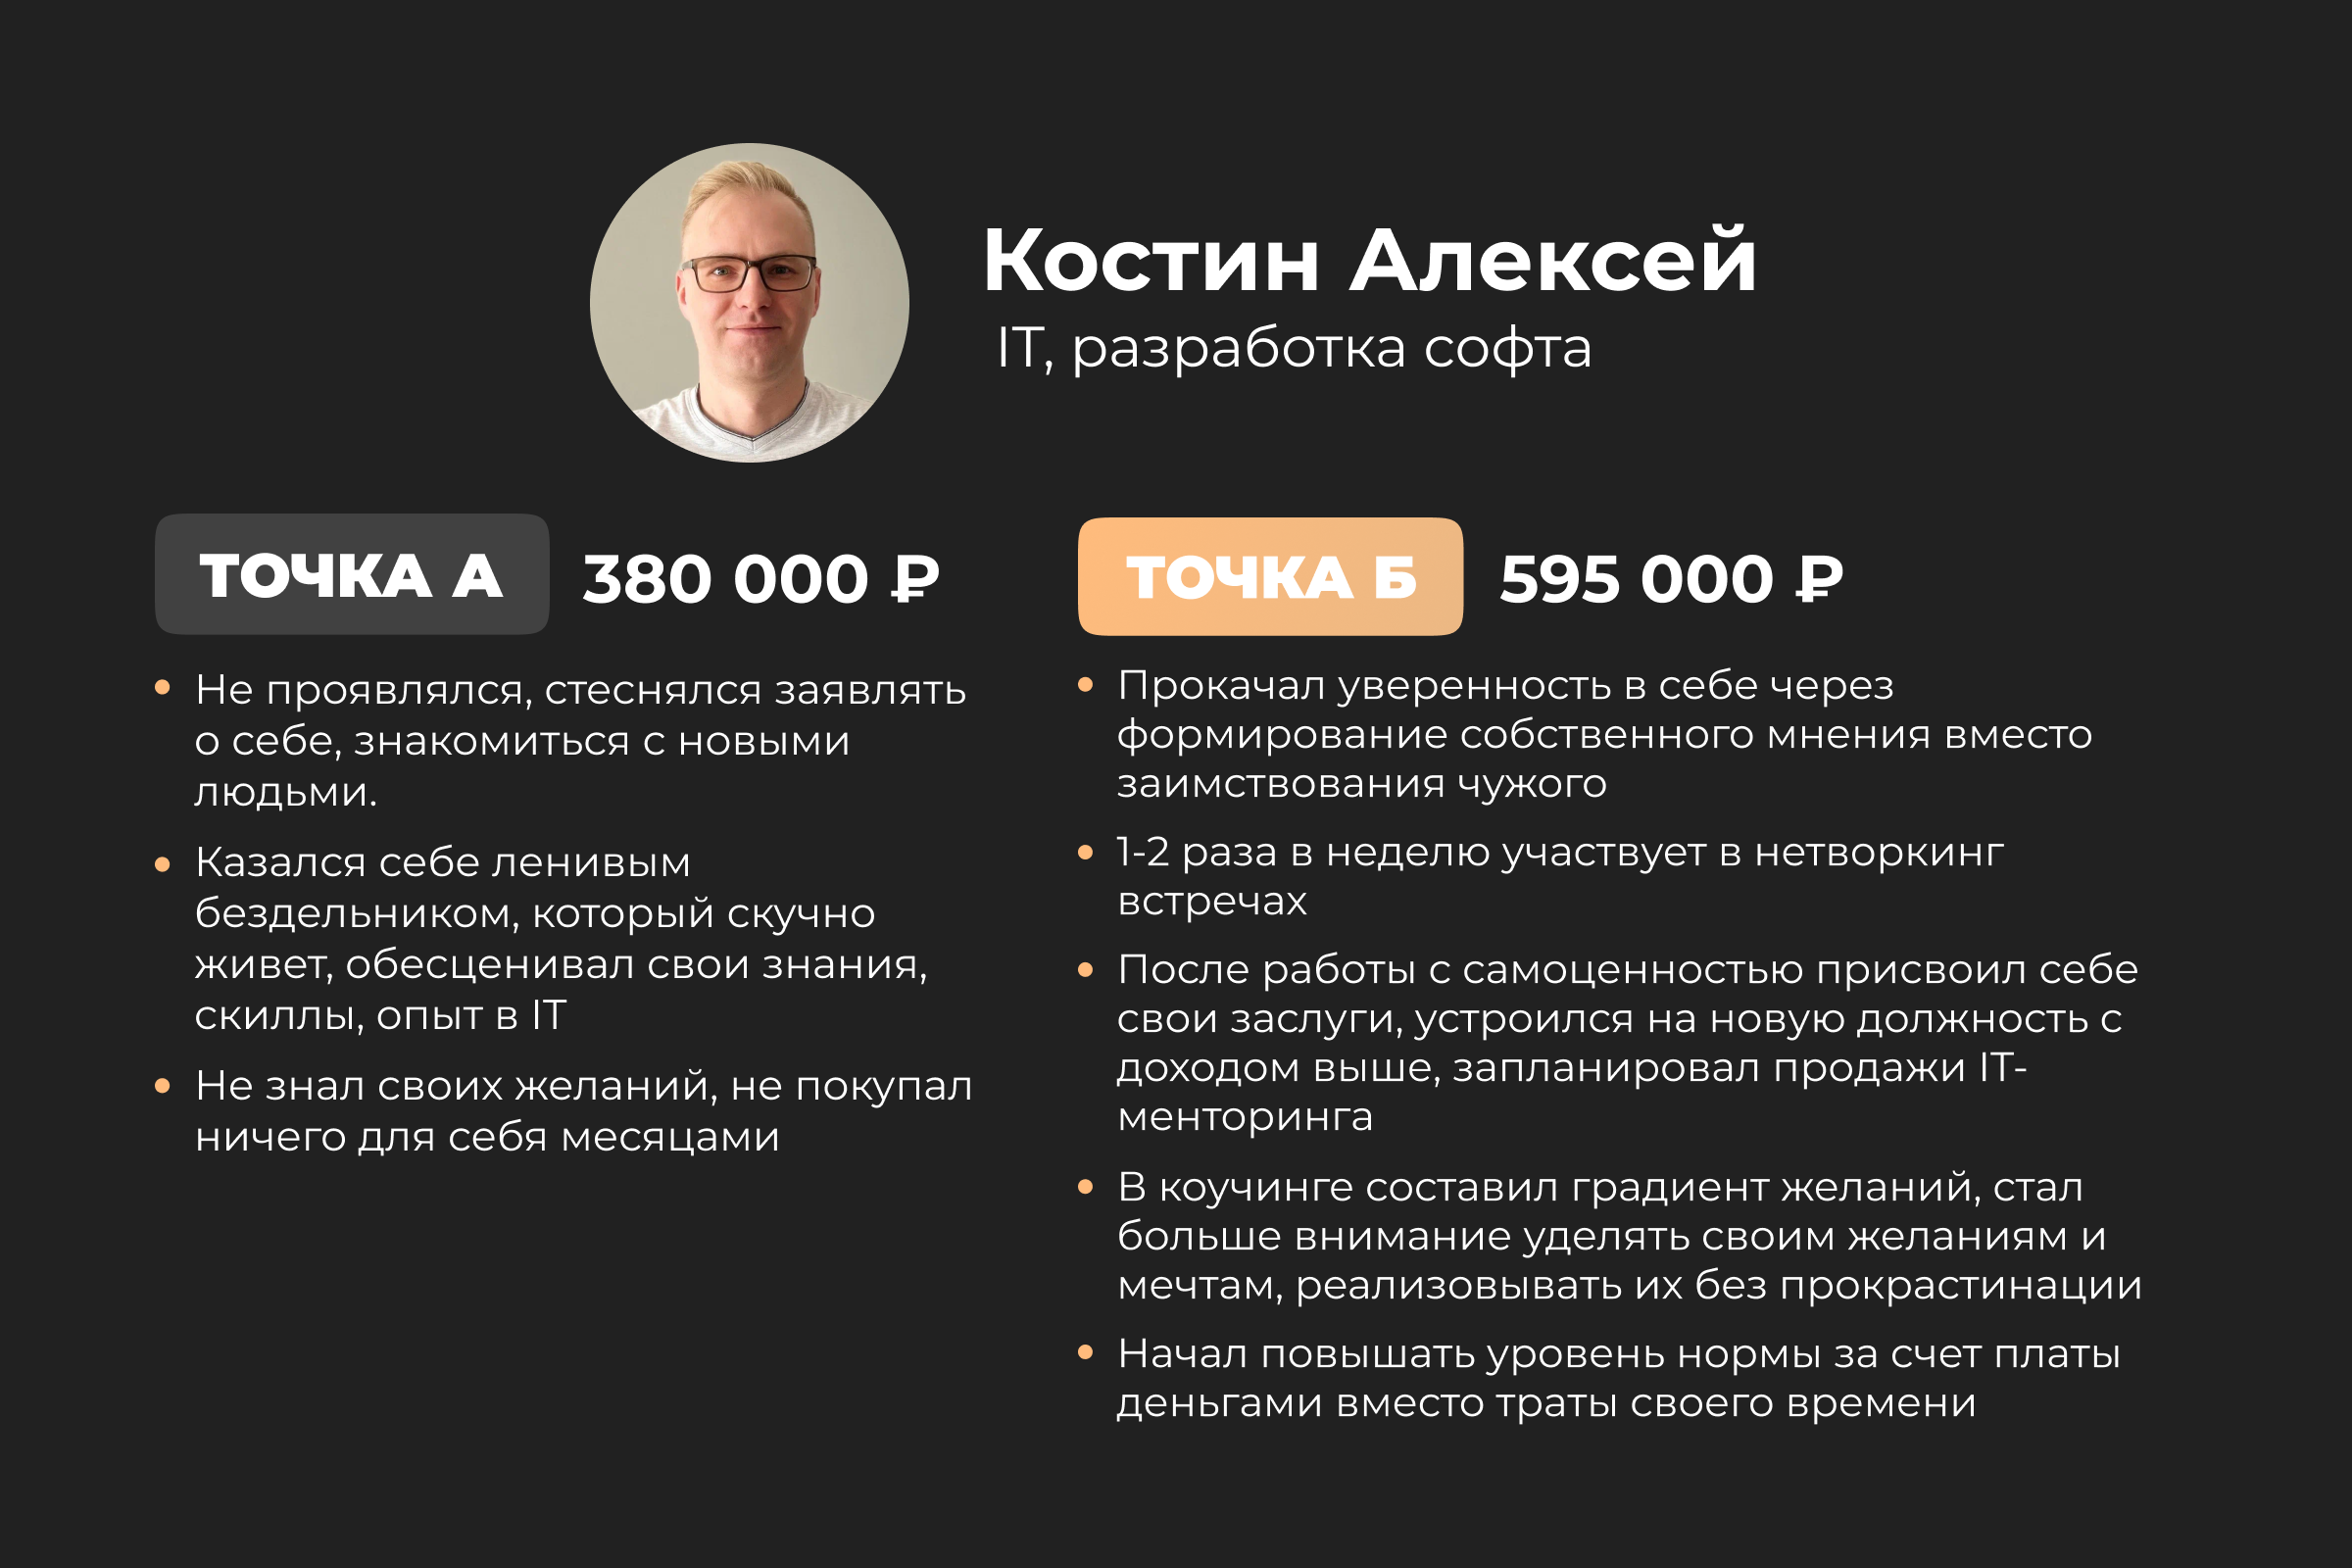 Костин Алексей
IT, разработка софта
ТОЧКА А
380 000 ₽
Не проявлялся, стеснялся заявлять
о себе, знакомиться с новыми
людьми.
Казался себе ленивым
бездельником, который скучно
живет, обесценивал свои знания,
скиллы, опыт в IT
Не знал своих желаний, не покупал
ничего для себя месяцами
ТОЧКА Б
595 000 ₽
Прокачал уверенность в себе через
формирование собственного мнения вместо
заимствования чужого
1-2 раза в неделю участвует в нетворкинг
встречах
После работы с самоценностью присвоил себе
свои заслуги, устроился на новую должность с
доходом выше, запланировал продажи IT-
менторинга
В коучинге составил градиент желаний, стал
больше внимание уделять своим желаниям и
мечтам, реализовывать их без прокрастинации
Начал повышать уровень нормы за счет платы
деньгами вместо траты своего времени